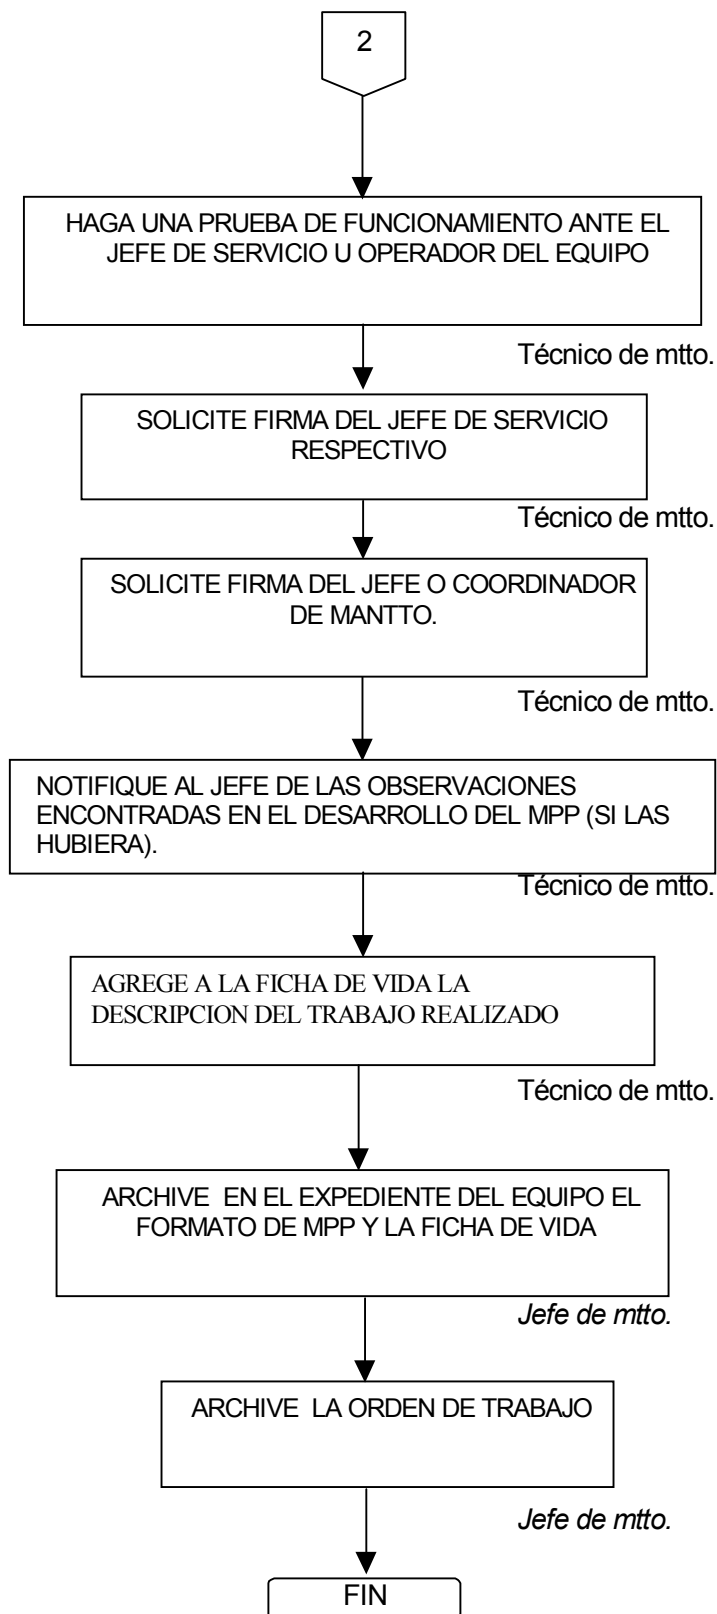 2
HAGA UNA PRUEBA DE FUNCIONAMIENTO ANTE EL
JEFE DE SERVICIO U OPERADOR DEL EQUIPO
Técnico de mtto.
SOLICITE FIRMA DEL JEFE DE SERVICIO
RESPECTIVO
Técnico de mtto.
SOLICITE FIRMA DEL JEFE O COORDINADOR
DE MANTTO.
Técnico de mtto.
NOTIFIQUE AL JEFE DE LAS OBSERVACIONES
ENCONTRADAS EN EL DESARROLLO DEL MPP (SI LAS
HUBIERA).
Técnico de mtto.
AGREGE A LA FICHA DE VIDA LA
DESCRIPCION DEL TRABAJO REALIZADO
Técnico de mtto.
ARCHIVE EN EL EXPEDIENTE DEL EQUIPO EL
FORMATO DE MPP Y LA FICHA DE VIDA
Jefe de mtto.
ARCHIVE LA ORDEN DE TRABAJO
Jefe de mtto.
FIN